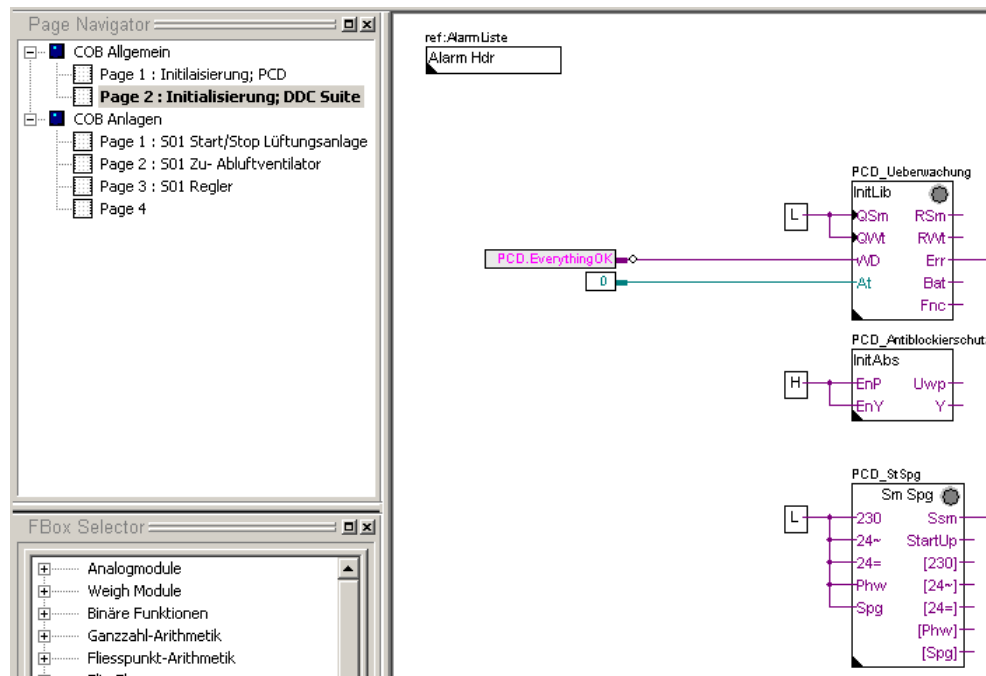 Page Navigator
COB Allgemein
Page 1 : Initilaisierung; PCD
Page 2 : Initialisierung; DDC Suite
COB Anlagen
Page 1 : S01 Start/Stop Lüftungsanlage
Page 2 : S01 Zu- Abluftventilator
Page 3 : S01 Regler
Page 4
FBox Selector
Analogmodule
Weigh Module
Binäre Funktionen
Ganzzahl-Arithmetik
Fliesspunkt-Arithmetik
ref:AlarmListe
Alarm Hdr
PCD_Ueberwachung
InitLib
L QSm RSm
QWt RWt
PCD.EverythingOK WD Err
0 At Bat
Fnc
PCD_Antiblockierschut
InitAbs
H EnP Uwp
EnY Y
PCD_StSpg
Sm Spg
L 230 Ssm
24~ StartUp
24= [230]
Phw [24~]
Spg [24=]
[Phw]
[Spg]